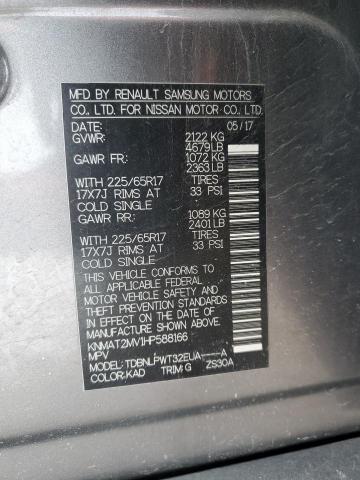 MFD BY RENAULT SAMSUNG MOTORS
CO., LTD. FOR NISSAN MOTOR CO., LTD.
DATE: 05/17
GVWR: 2122 KG
4679LB
GAWR FR: 1072 KG
2363LB
WITH 225/65R17 TIRES
17X7J RIMS AT 33 PSI
COLD SINGLE
GAWR RR: 1089 KG
2401LB
WITH 225/65R17 TIRES
17X7J RIMS AT 33 PSI
COLD SINGLE
THIS VEHICLE CONFORMS TO
ALL APPLICABLE FEDERAL
MOTOR VEHICLE SAFETY AND
THEFT PREVENTION STANDARDS
IN EFFECT ON THE DATE OF
MANUFACTURE SHOWN ABOVE.
KNMAT2MV1HP588166
MPV
MODEL: TDBNLPWT32EUA-----A
COLOR:KAD TRIM:G ZS30A